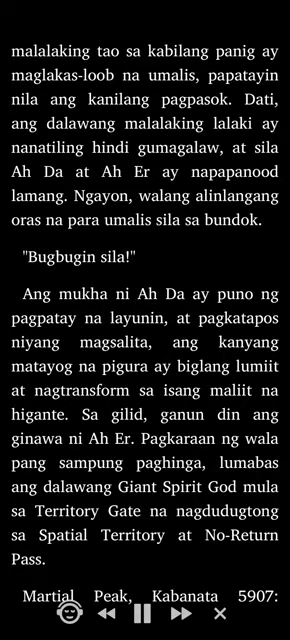 malalaking tao sa kabilang panig ay
maglakas-loob na umalis, papatayin
nila ang kanilang pagpasok. Dati,
ang dalawang malalaking lalaki ay
nanatiling hindi gumagalaw, at sila
Ah Da at Ah Er ay napapanood
lamang. Ngayon, walang alinlangang
oras na para umalis sila sa bundok.
"Bugbugin sila!"
Ang mukha ni Ah Da ay puno ng
pagpatay na layunin, at pagkatapos
niyang magsalita, ang kanyang
matayog na pigura ay biglang lumiit
at nagtransform sa isang maliit na
higante. Sa gilid, ganun din ang
ginawa ni Ah Er. Pagkaraan ng wala
pang sampung paghinga, lumabas
ang dalawang Giant Spirit God mula
sa Territory Gate na nagdudugtong
sa Spatial Territory at No-Return
Pass.
Martial Peak, Kabanata 5907: